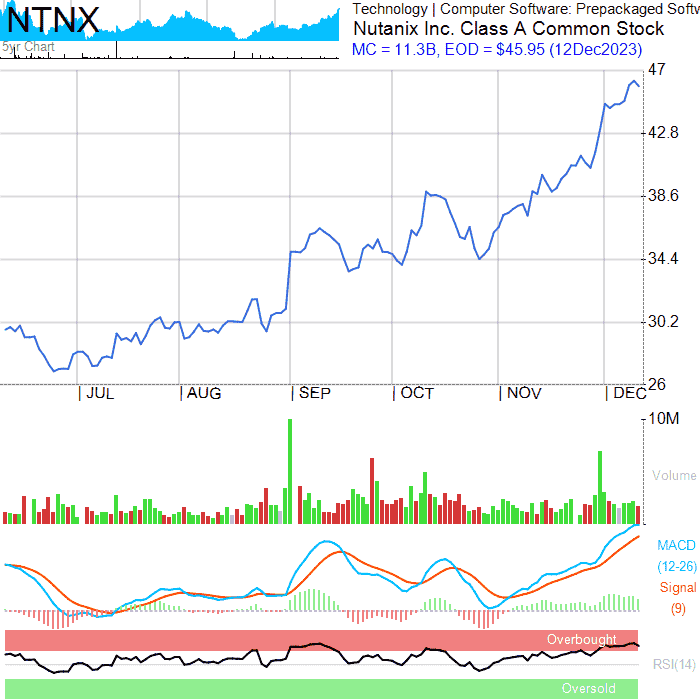 NTNX
5yr Chart
Technology | Computer Software: Prepackaged Softw
Nutanix Inc. Class A Common Stock
MC = 11.3B, EOD = $45.95 (12Dec2023)
47
42.8
38.6
34.4
30.2
26
JUL
AUG
SEP
OCT
NOV
DEC
10M
Volume
MACD
(12-26)
Signal
(9)
Overbought
RSI(14)
Oversold